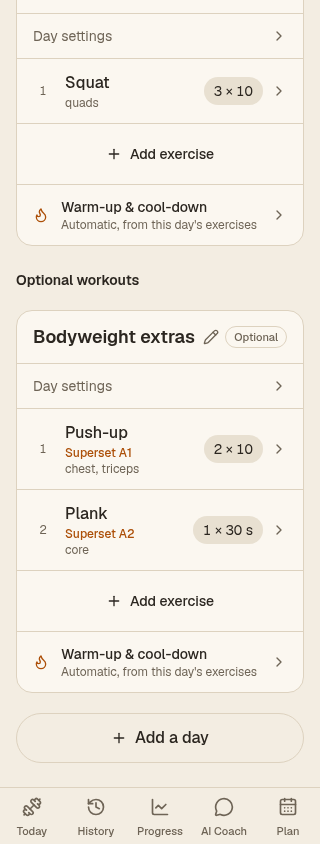 Day settings
1
Squat
quads
3 × 10
+ Add exercise
Warm-up & cool-down
Automatic, from this day's exercises
Optional workouts
Bodyweight extras
Optional
Day settings
1
Push-up
Superset A1
chest, triceps
2 × 10
2
Plank
Superset A2
core
1 × 30 s
+ Add exercise
Warm-up & cool-down
Automatic, from this day's exercises
+ Add a day
Today
History
Progress
AI Coach
Plan